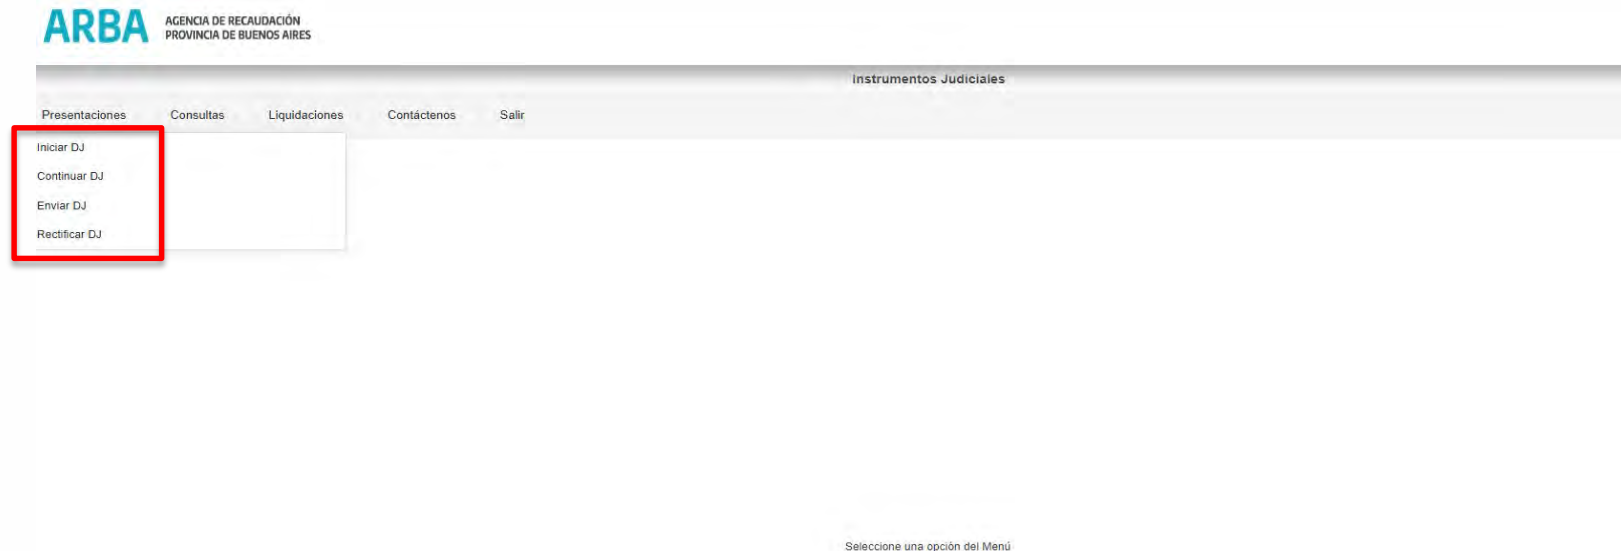 ARBA AGENCIA DE RECAUDACIÓN
PROVINCIA DE BUENOS AIRES
Instrumentos Judiciales
Presentaciones Consultas Liquidaciones Contáctenos Salir
Iniciar DJ
Continuar DJ
Enviar DJ
Rectificar DJ
Seleccione una opción del Menú